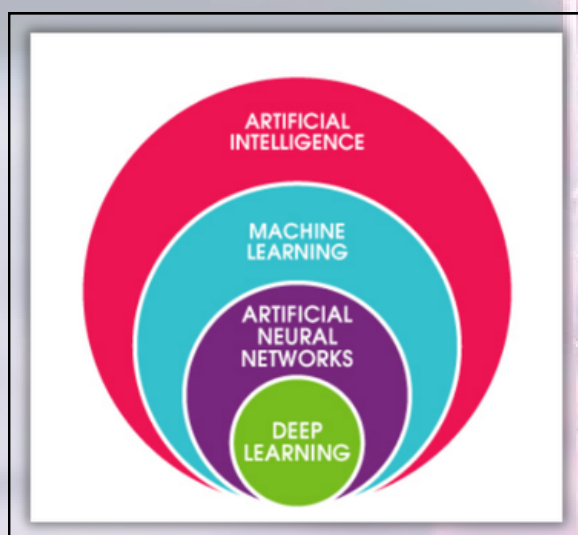 ARTIFICIAL
INTELLIGENCE
MACHINE
LEARNING
ARTIFICIAL
NEURAL
NETWORKS
DEEP
LEARNING